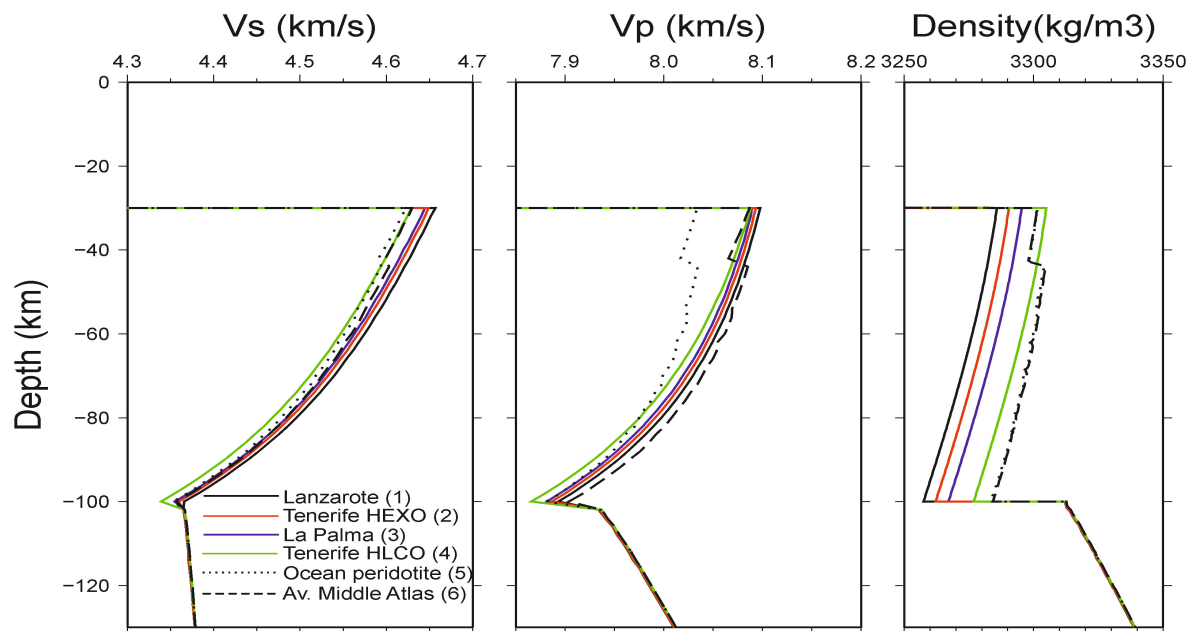 Vs (km/s) Vp (km/s) Density(kg/m3)
4.3 4.4 4.5 4.6 4.7 7.9 8.0 8.1 8.2 3250 3300 3350
0
−20
−40
−60
−80
−100
−120
Depth (km)
Lanzarote (1)
Tenerife HEXO (2)
La Palma (3)
Tenerife HLCO (4)
Ocean peridotite (5)
Av. Middle Atlas (6)